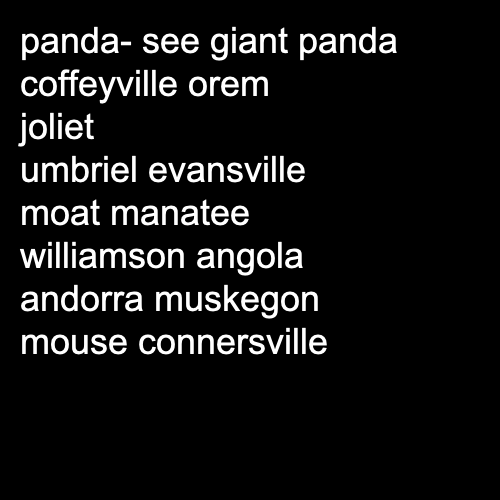 panda- see giant panda
coffeyville orem
joliet
umbriel evansville
moat manatee
williamson angola
andorra muskegon
mouse connersville